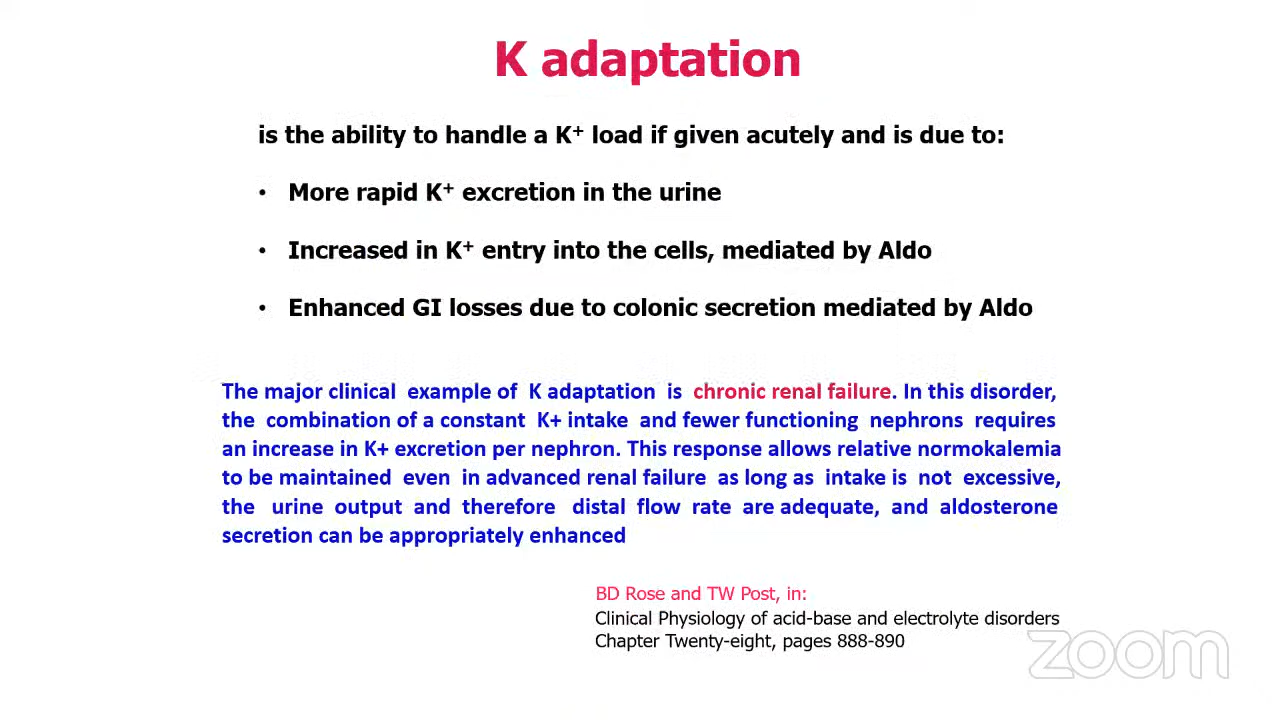 K adaptation
is the ability to handle a K+ load if given acutely and is due to:
• More rapid K+ excretion in the urine
• Increased in K+ entry into the cells, mediated by Aldo
• Enhanced GI losses due to colonic secretion mediated by Aldo
The major clinical example of K adaptation is chronic renal failure. In this disorder,
the combination of a constant K+ intake and fewer functioning nephrons requires
an increase in K+ excretion per nephron. This response allows relative normokalemia
to be maintained even in advanced renal failure as long as intake is not excessive,
the urine output and therefore distal flow rate are adequate, and aldosterone
secretion can be appropriately enhanced
BD Rose and TW Post, in:
Clinical Physiology of acid-base and electrolyte disorders
Chapter Twenty-eight, pages 888-890
zoom